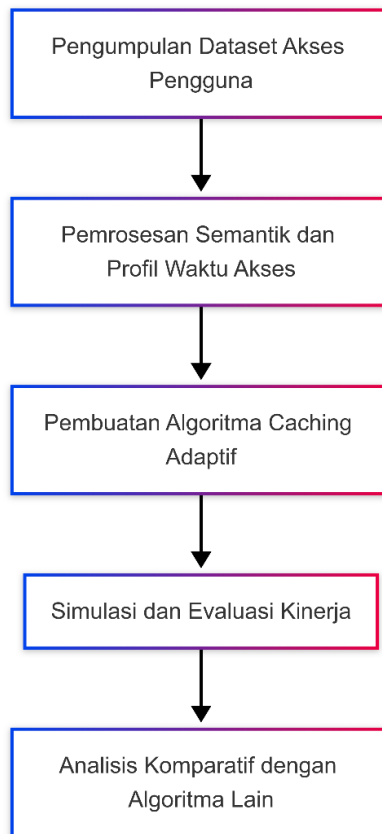 Pengumpulan Dataset Akses
Pengguna
Pemrosesan Semantik dan
Profil Waktu Akses
Pembuatan Algoritma Caching
Adaptif
Simulasi dan Evaluasi Kinerja
Analisis Komparatif dengan
Algoritma Lain